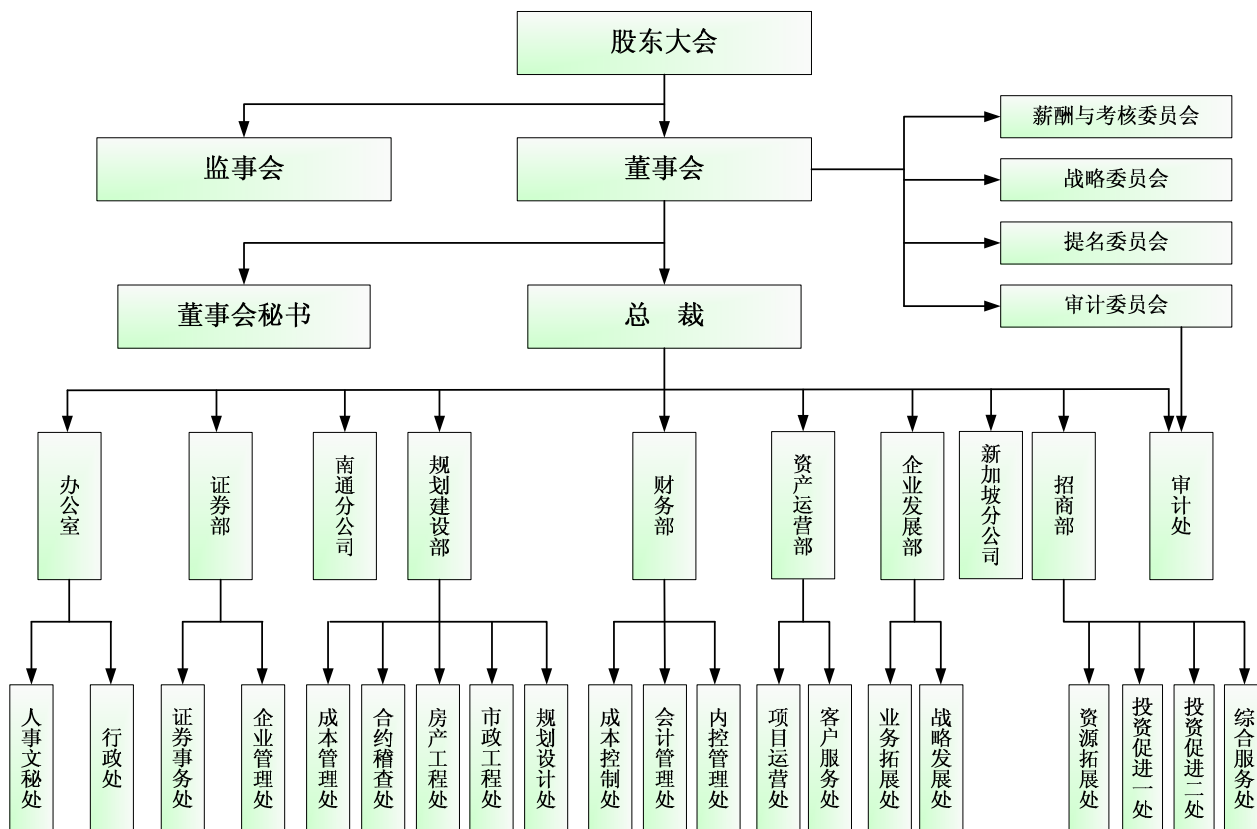 股东大会
监事会
董事会
薪酬与考核委员会
战略委员会
提名委员会
审计委员会
董事会秘书
总 裁
办公室
证券部
南通分公司
规划建设部
财务部
资产运营部
企业发展部
新加坡分公司
招商部
审计处
人事文秘处
行政处
证券事务处
企业管理处
成本管理处
合约稽查处
房产工程处
市政工程处
规划设计处
成本控制处
会计管理处
内控管理处
项目运营处
客户服务处
业务拓展处
战略发展处
资源拓展处
投资促进一处
投资促进二处
综合服务处